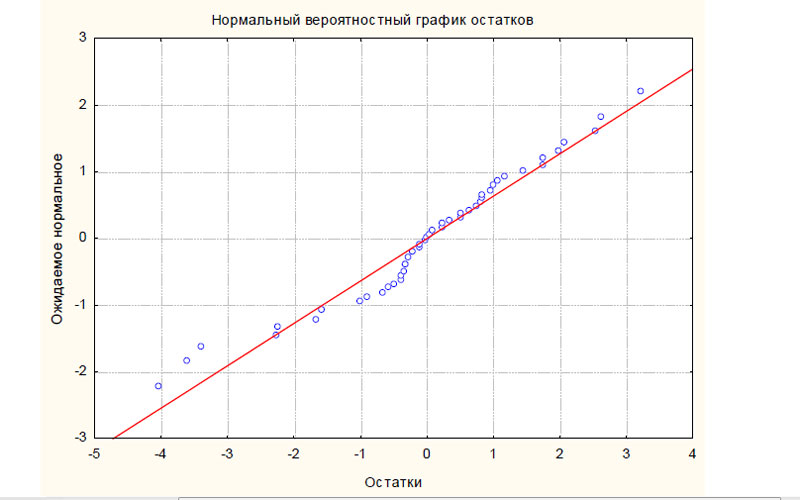 Нормальный вероятностный график остатков
3
2
1
0
-1
-2
-3
Ожидаемое нормальное
-5 -4 -3 -2 -1 0 1 2 3 4
Остатки